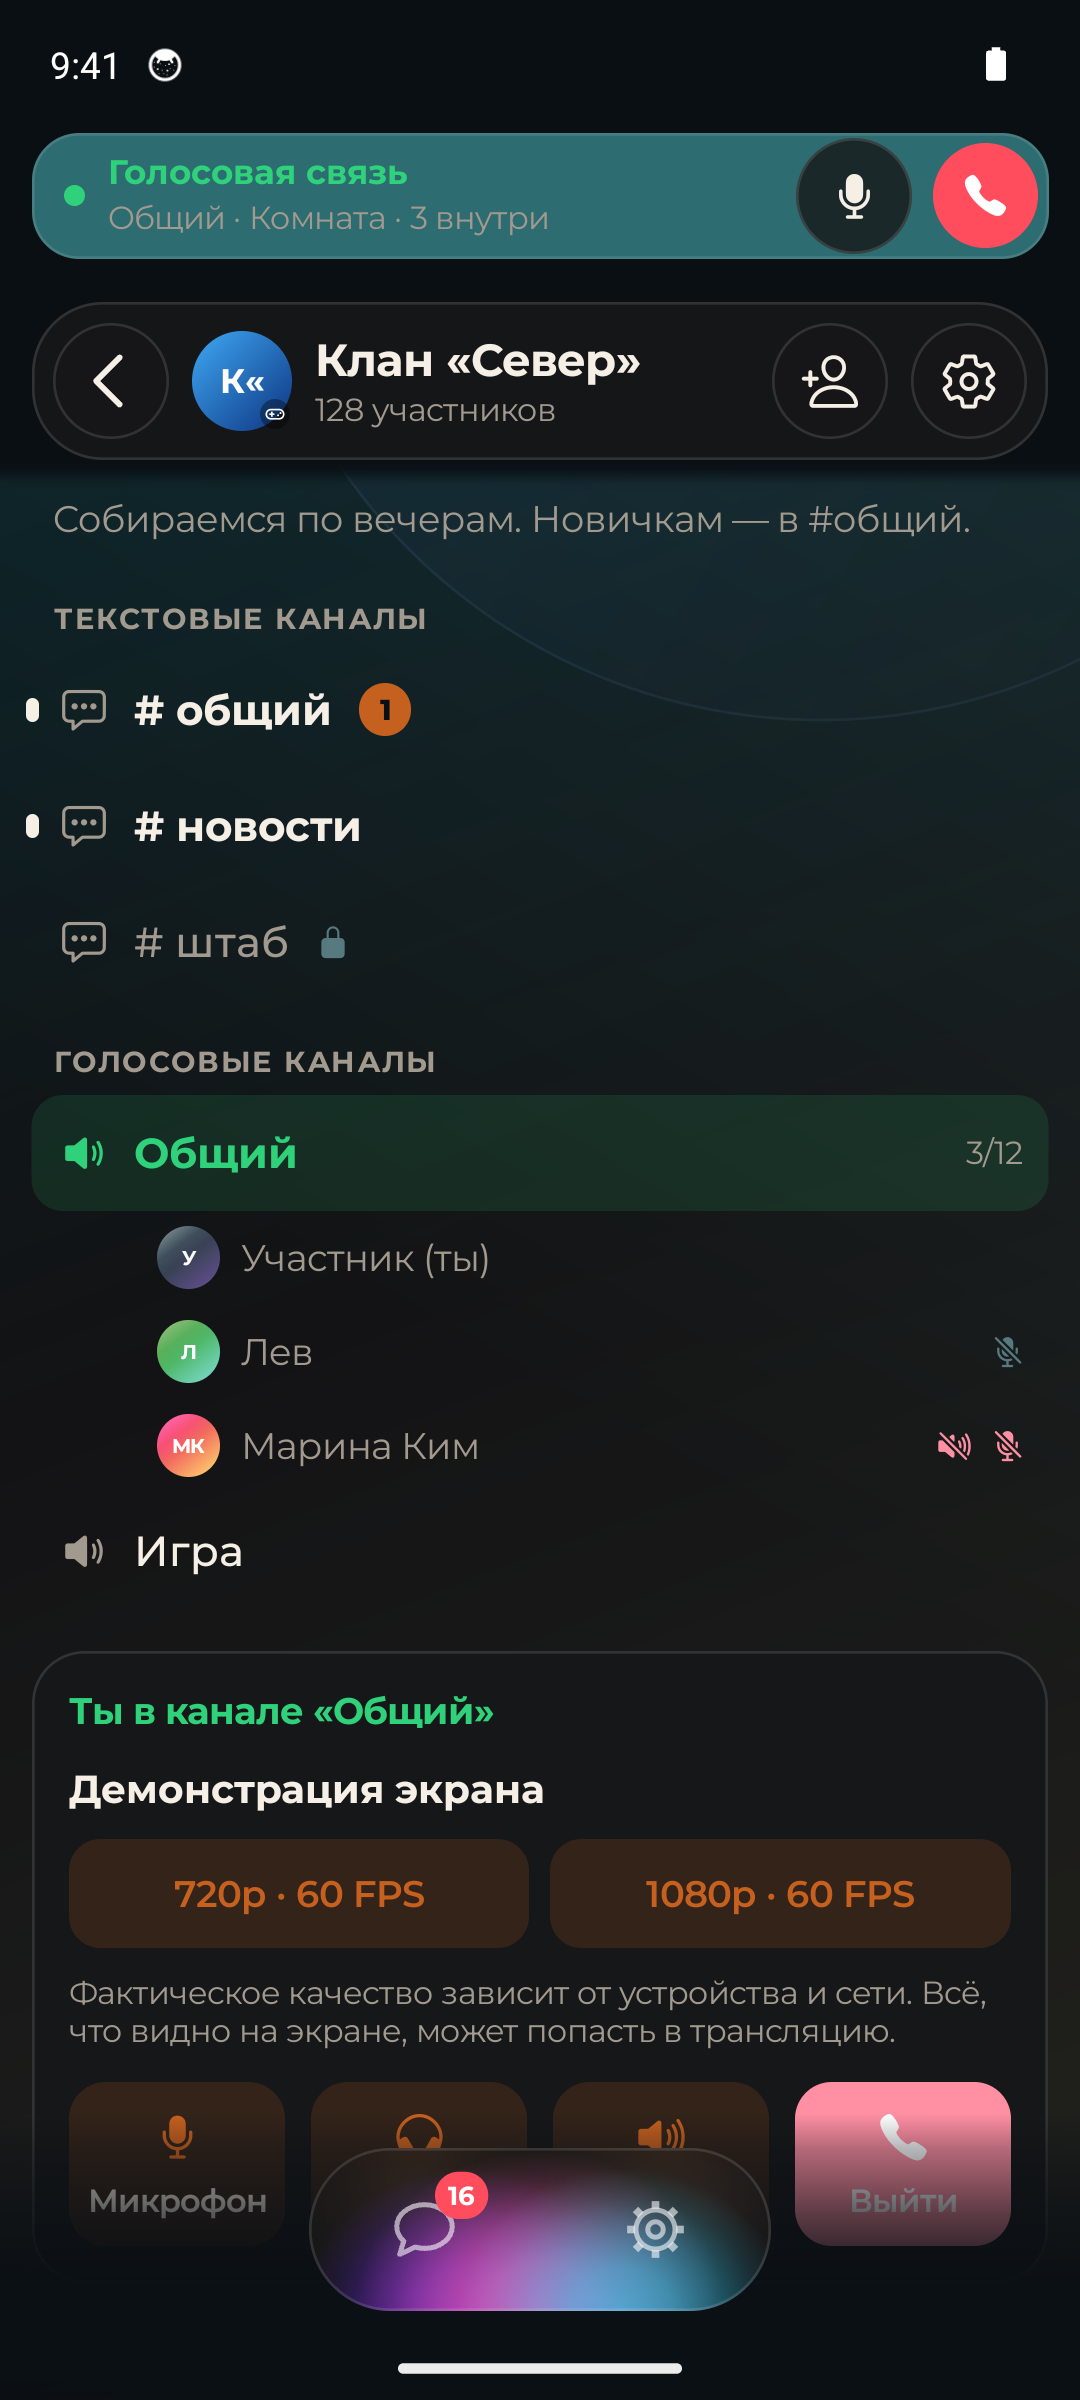 9:41
Голосовая связь
Общий · Комната · 3 внутри
К«
Клан «Север»
128 участников
Собираемся по вечерам. Новичкам — в #общий.
ТЕКСТОВЫЕ КАНАЛЫ
# общий 1
# новости
# штаб
ГОЛОСОВЫЕ КАНАЛЫ
Общий 3/12
У Участник (ты)
Л Лев
МК Марина Ким
Игра
Ты в канале «Общий»
Демонстрация экрана
720p · 60 FPS 1080p · 60 FPS
Фактическое качество зависит от устройства и сети. Всё,
что видно на экране, может попасть в трансляцию.
Микрофон Выйти
16